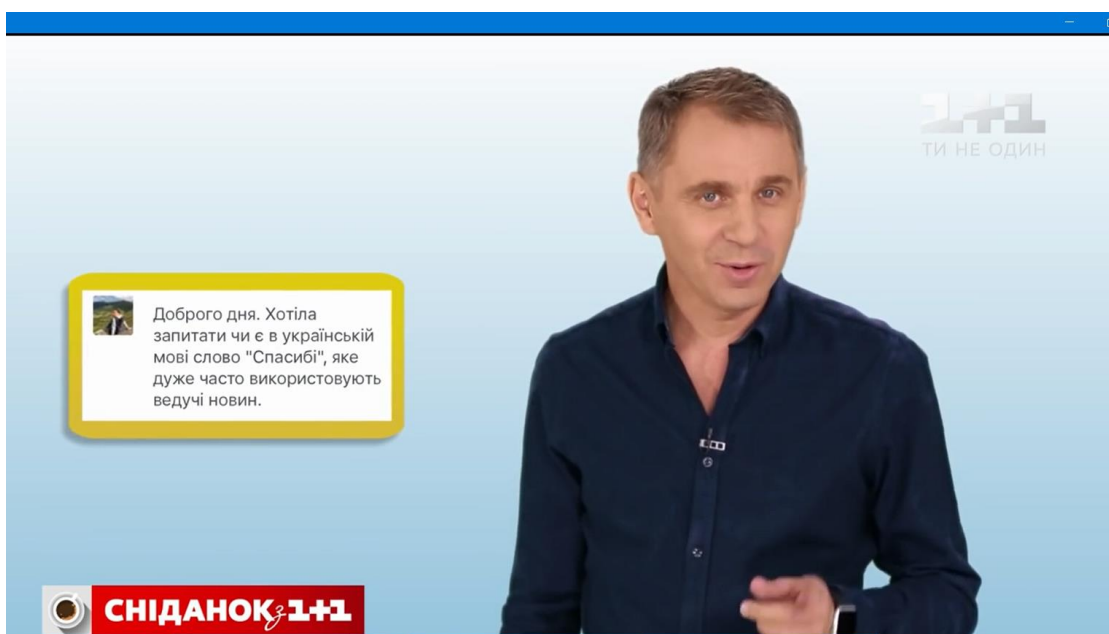 1+1
ТИ НЕ ОДИН
Доброго дня. Хотіла
запитати чи є в українській
мові слово "Спасибі", яке
дуже часто використовують
ведучі новин.
СНІДАНОК З 1+1